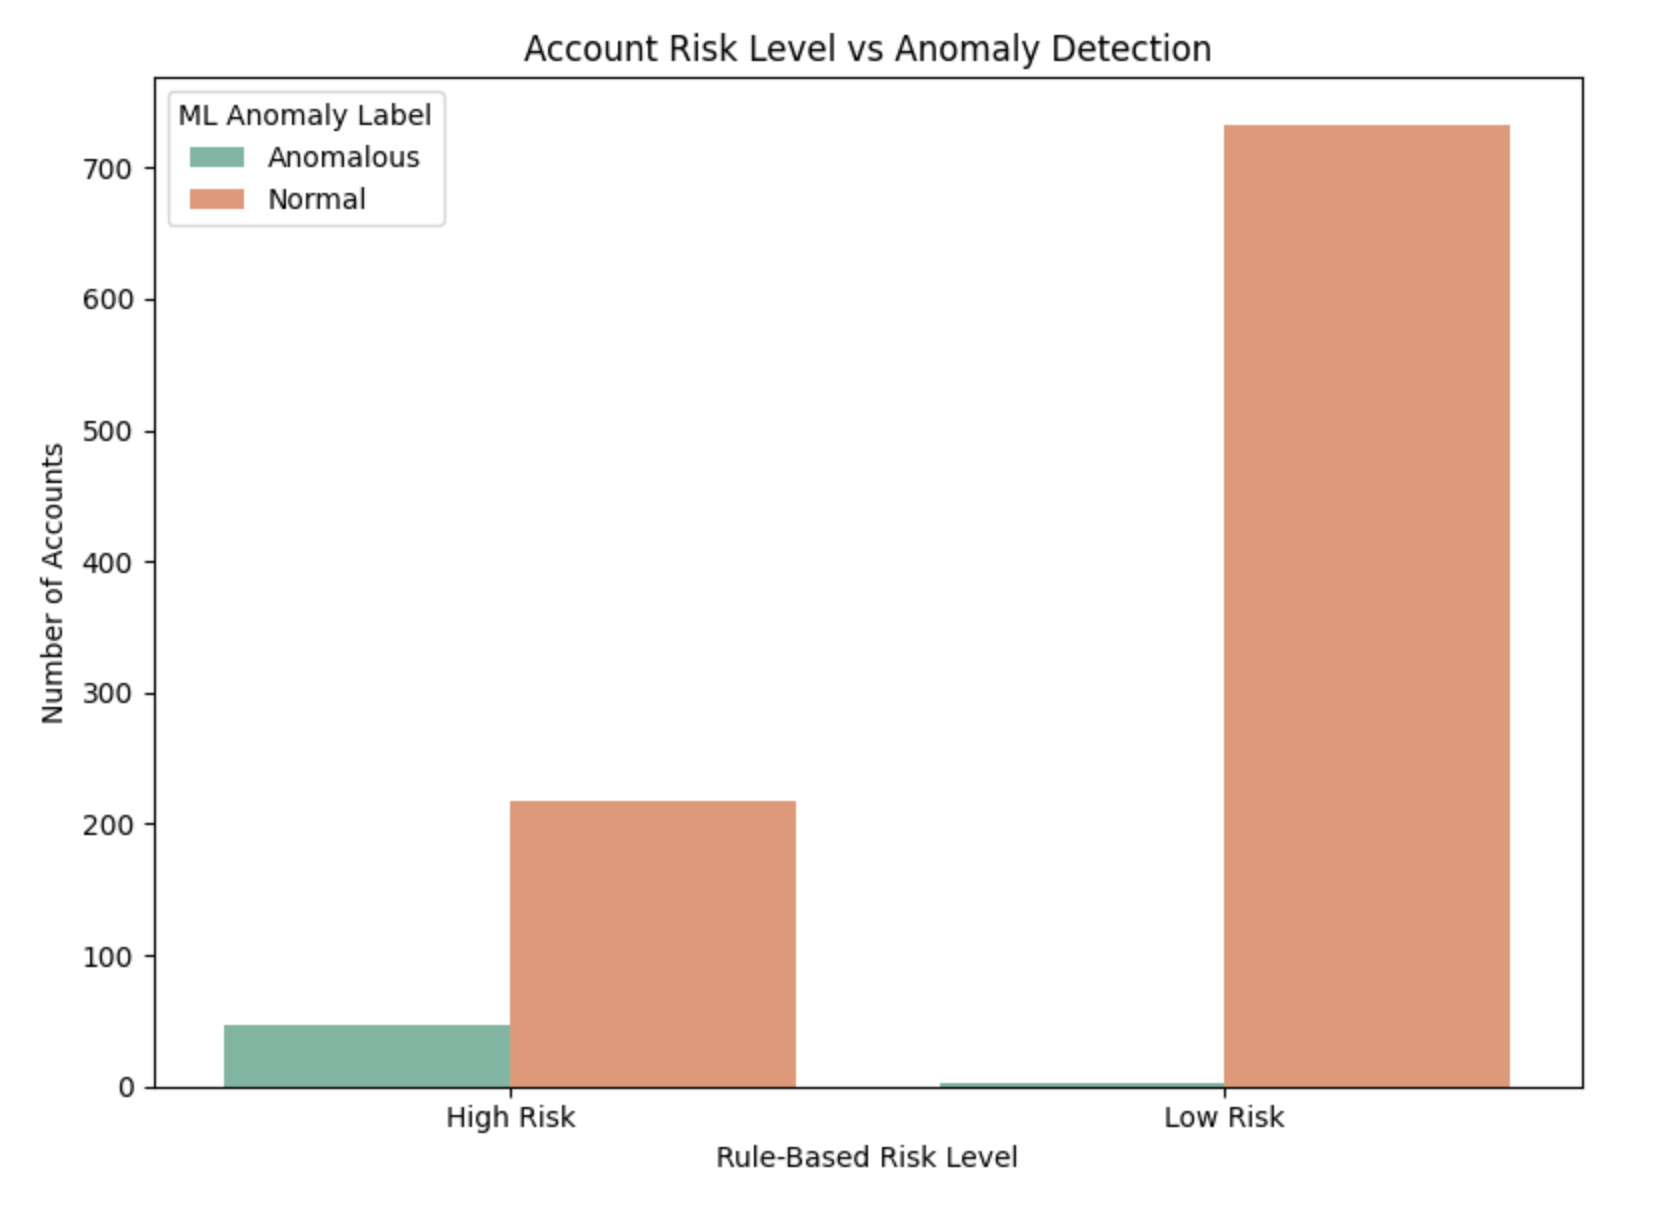 Account Risk Level vs Anomaly Detection
ML Anomaly Label
Anomalous
Normal
700
600
500
400
300
200
100
0
Number of Accounts
High Risk
Low Risk
Rule-Based Risk Level